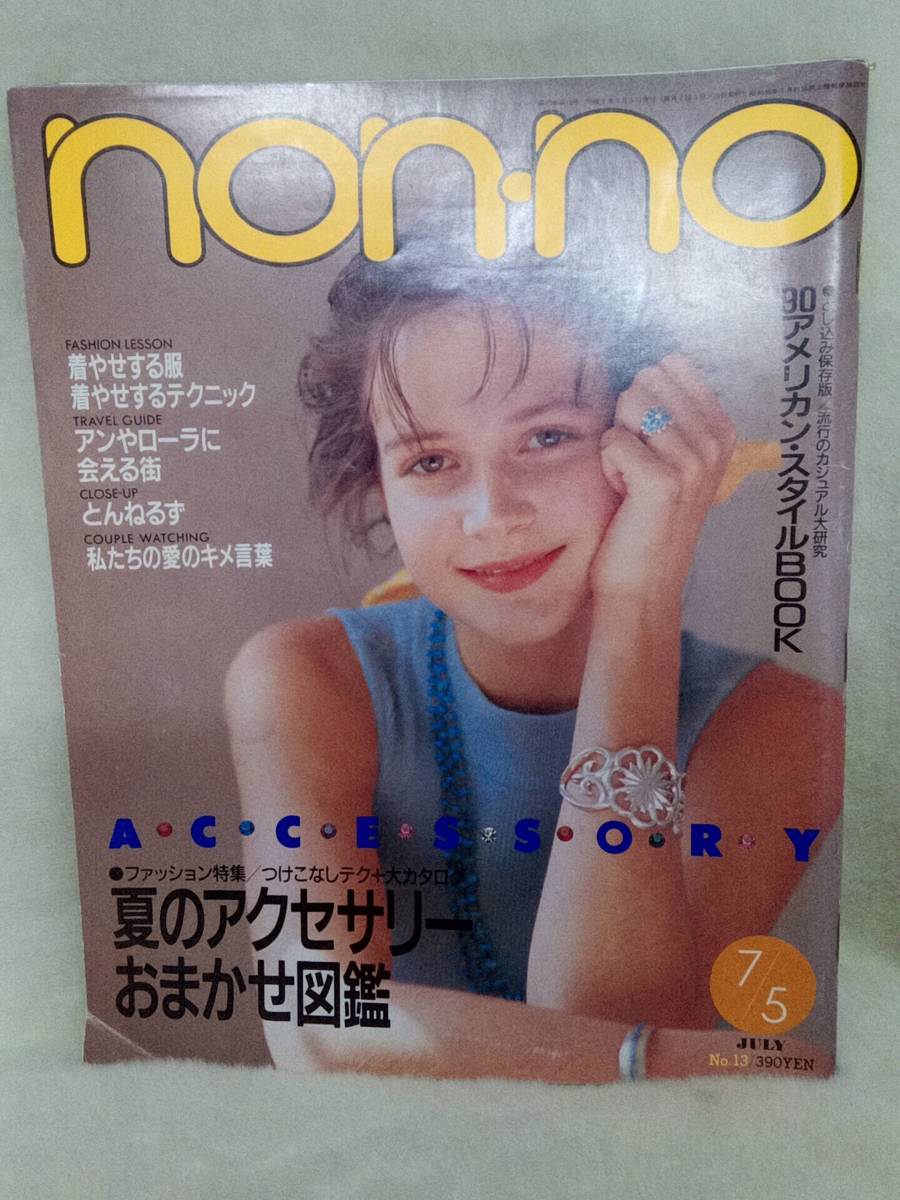 non-no
FASHION LESSON
着やせする服
着やせするテクニック
TRAVEL GUIDE
アンやローラに
会える街
CLOSE-UP
とんねるず
COUPLE WATCHING
私たちの愛のキメ言葉
●とじ込み保存版/流行のカジュアル大研究
90アメリカン・スタイルBOOK
A・C・C・E・S・S・O・R・Y
●ファッション特集/つけこなしテク+大カタログ
夏のアクセサリー
おまかせ図鑑
7/5
JULY
No.13/390YEN